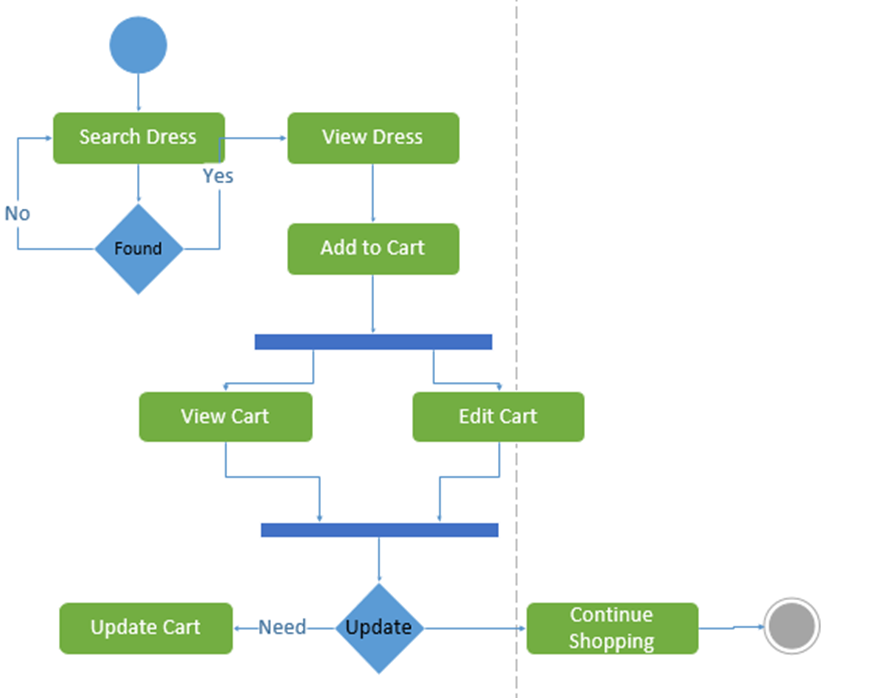 Search Dress
View Dress
Yes
No
Found
Add to Cart
View Cart
Edit Cart
Update Cart
Need
Update
Continue
Shopping